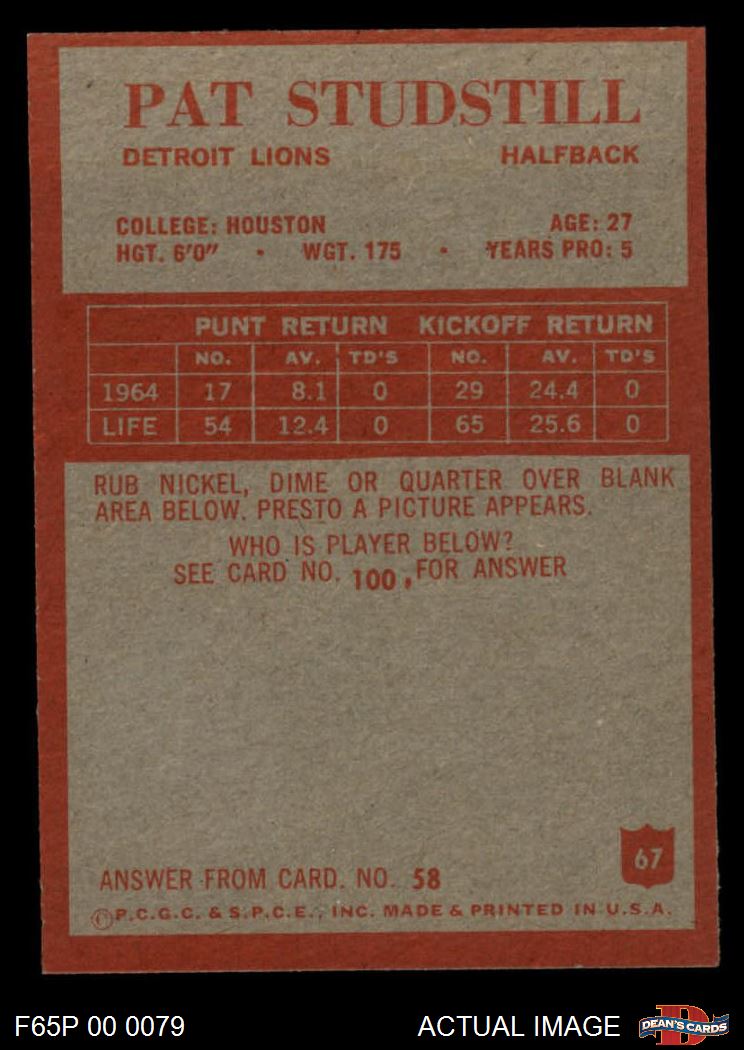 PAT STUDSTILL
DETROIT LIONS HALFBACK
COLLEGE: HOUSTON AGE: 27
HGT. 6'0" • WGT. 175 • YEARS PRO: 5
PUNT RETURN KICKOFF RETURN
NO. AV. TD'S NO. AV. TD'S
1964 17 8.1 0 29 24.4 0
LIFE 54 12.4 0 65 25.6 0
RUB NICKEL, DIME OR QUARTER OVER BLANK
AREA BELOW. PRESTO A PICTURE APPEARS.
WHO IS PLAYER BELOW?
SEE CARD NO. 100, FOR ANSWER
67
ANSWER FROM CARD. NO. 58
©P.C.G.C. & S.P.C.E., INC. MADE & PRINTED IN U.S.A.
F65P 00 0079 ACTUAL IMAGE
D
DEAN'S CARDS